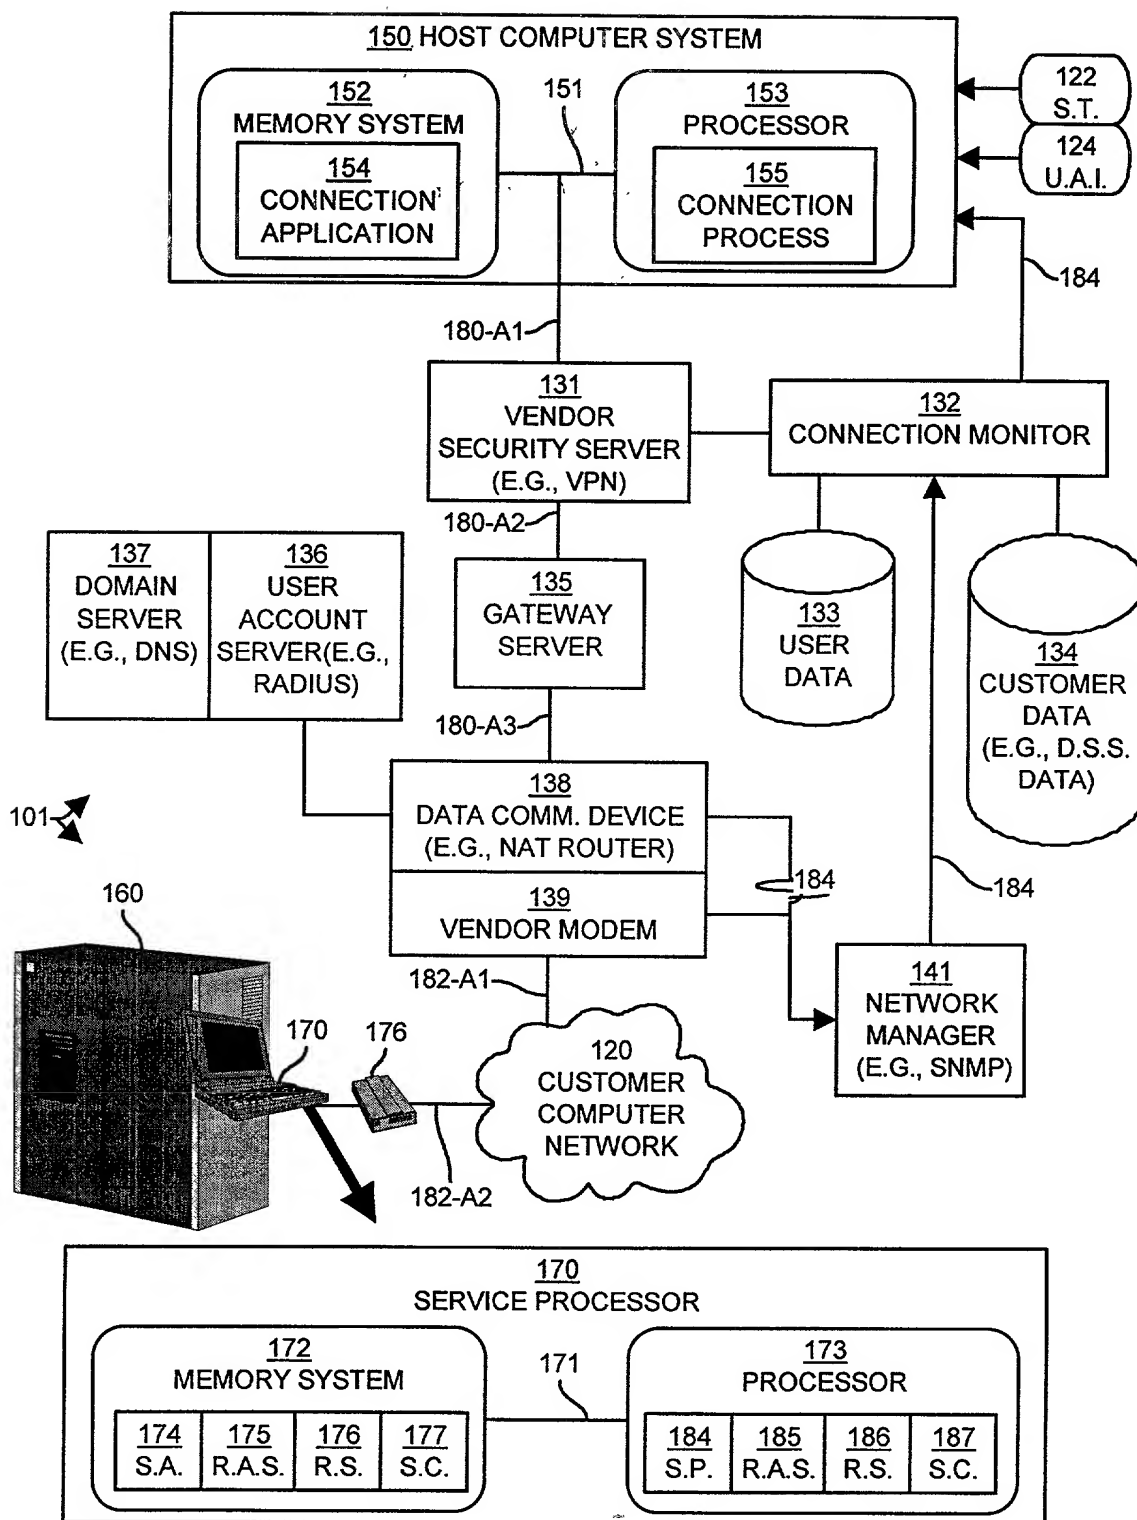 150 HOST COMPUTER SYSTEM
152
MEMORY SYSTEM
154
CONNECTION
APPLICATION
151
153
PROCESSOR
155
CONNECTION
PROCESS
122
S.T.
124
U.A.I.
184
180-A1
131
VENDOR
SECURITY SERVER
(E.G., VPN)
132
CONNECTION MONITOR
180-A2
137
DOMAIN
SERVER
(E.G., DNS)
136
USER
ACCOUNT
SERVER(E.G.,
RADIUS)
135
GATEWAY
SERVER
133
USER
DATA
134
CUSTOMER
DATA
(E.G., D.S.S.
DATA)
180-A3
101
138
DATA COMM. DEVICE
(E.G., NAT ROUTER)
139
VENDOR MODEM
184
184
160
182-A1
141
NETWORK
MANAGER
(E.G., SNMP)
170
176
120
CUSTOMER
COMPUTER
NETWORK
182-A2
170
SERVICE PROCESSOR
172
MEMORY SYSTEM
174
S.A.
175
R.A.S.
176
R.S.
177
S.C.
171
173
PROCESSOR
184
S.P.
185
R.A.S.
186
R.S.
187
S.C.